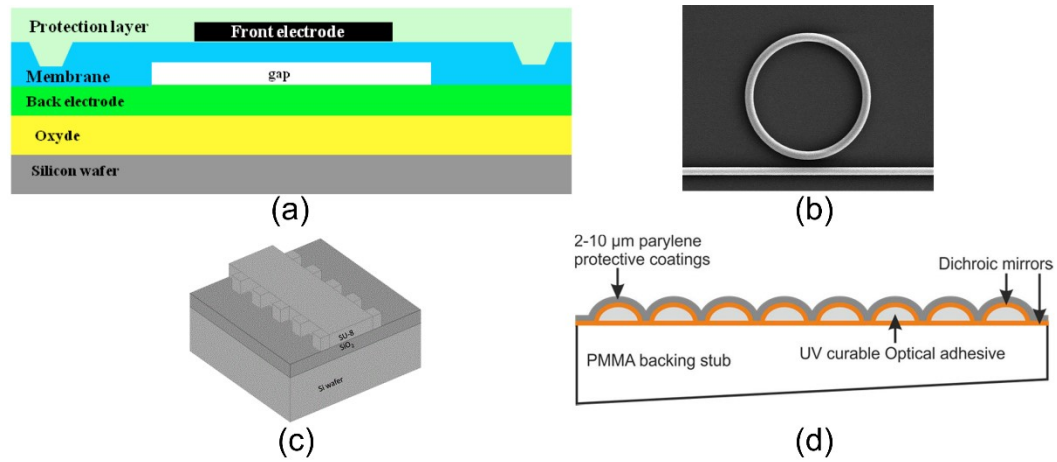 Protection layer
Front electrode
Membrane
gap
Back electrode
Oxyde
Silicon wafer
(a)
(b)
SU-8
SiO₂
Si wafer
(c)
2-10 µm parylene
protective coatings
Dichroic mirrors
PMMA backing stub
UV curable Optical adhesive
(d)